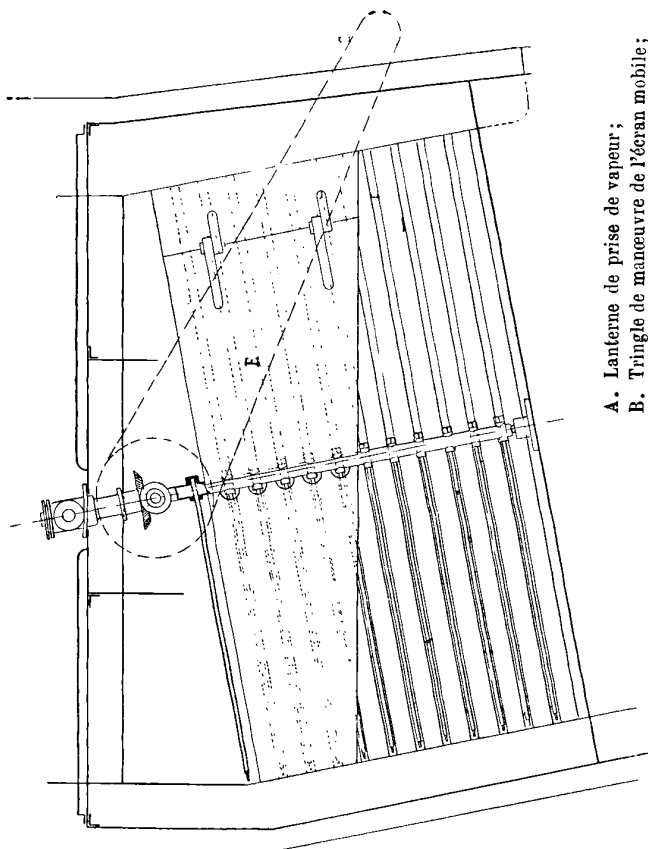 C
E
A. Lanterne de prise de vapeur;
B. Tringle de manœuvre de l'écran mobile;